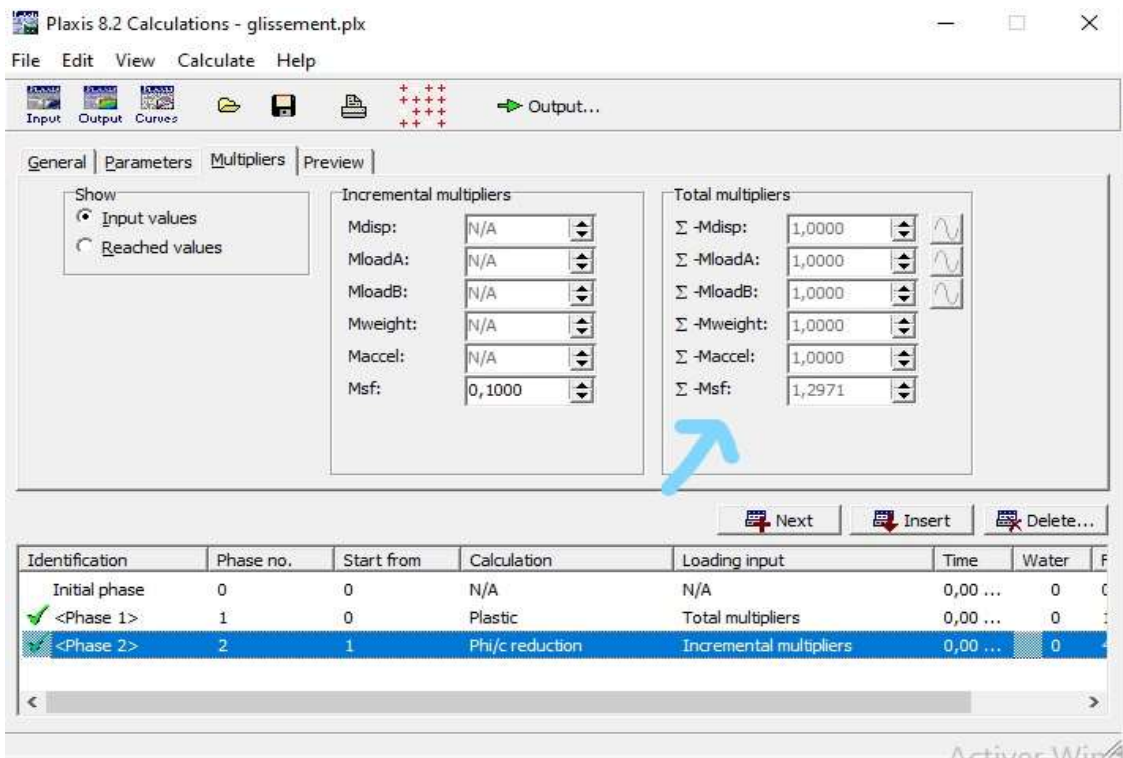 Plaxis 8.2 Calculations - glissement.plx
File Edit View Calculate Help
Input Output Curves Output...
General Parameters Multipliers Preview
Show
Input values
Reached values
Incremental multipliers
Mdisp: N/A
MloadA: N/A
MloadB: N/A
Mweight: N/A
Maccel: N/A
Msf: 0,1000
Total multipliers
Σ -Mdisp: 1,0000
Σ -MloadA: 1,0000
Σ -MloadB: 1,0000
Σ -Mweight: 1,0000
Σ -Maccel: 1,0000
Σ -Msf: 1,2971
Next Insert Delete...
Identification Phase no. Start from Calculation Loading input Time Water
Initial phase 0 0 N/A N/A 0,00 ... 0
<Phase 1> 1 0 Plastic Total multipliers 0,00 ... 0
<Phase 2> 2 1 Phi/c reduction Incremental multipliers 0,00 ... 0
Activer